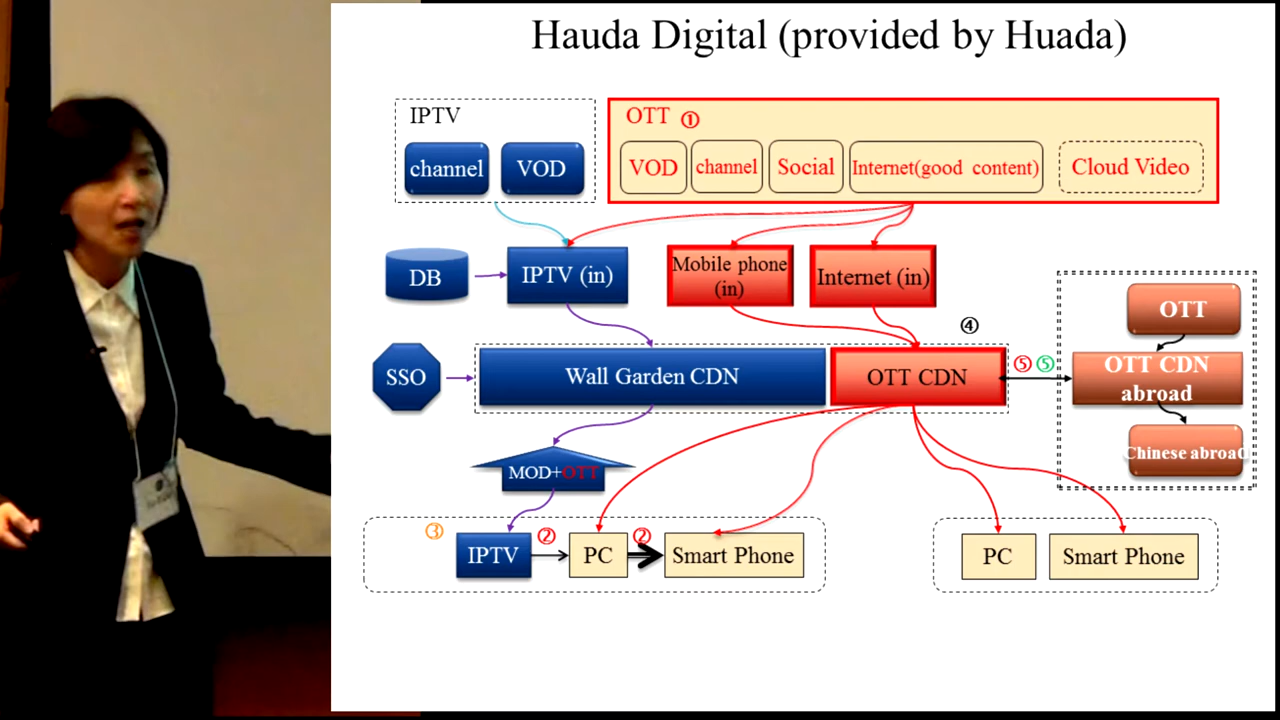 Hauda Digital (provided by Huada)
IPTV
channel
VOD
OTT ①
VOD
channel
Social
Internet(good content)
Cloud Video
DB
IPTV (in)
Mobile phone
(in)
Internet (in)
④
OTT
SSO
Wall Garden CDN
OTT CDN
⑤ ⑤
OTT CDN
abroad
Chinese abroad
MOD+OTT
③
IPTV
②
PC
②
Smart Phone
PC
Smart Phone